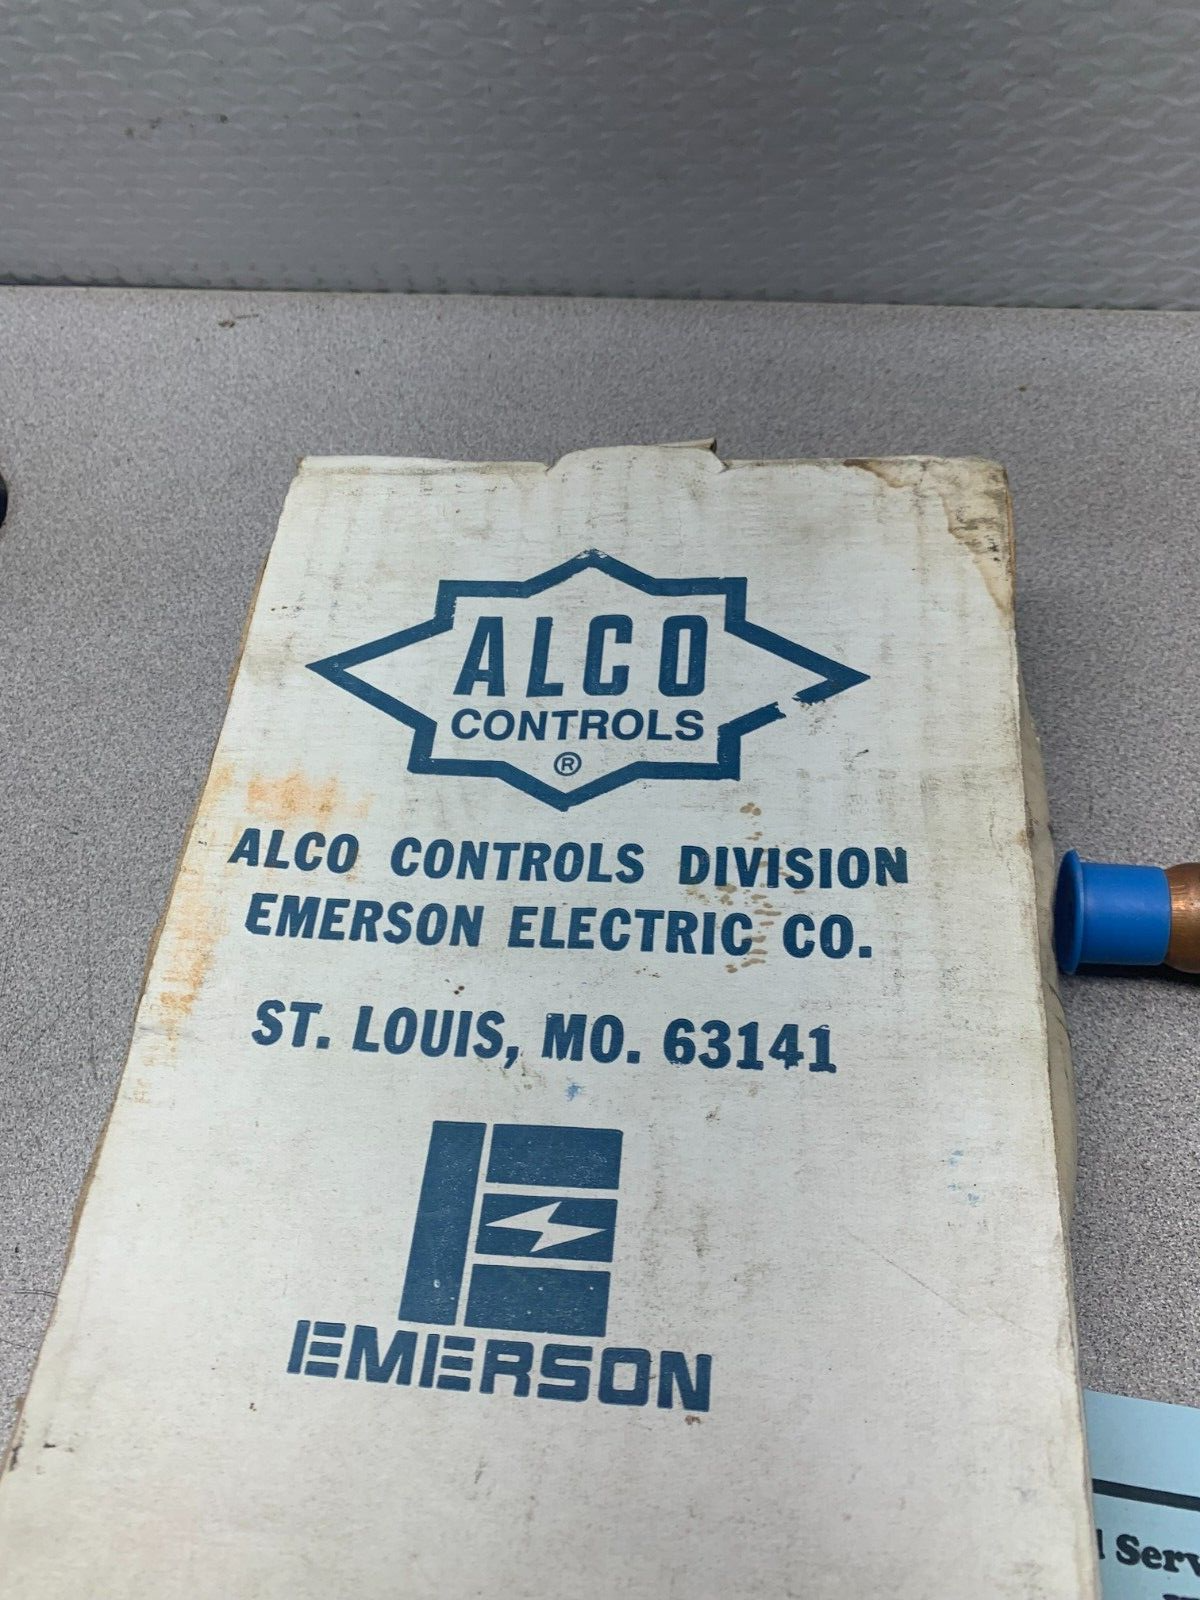 ALCO
CONTROLS
®
ALCO CONTROLS DIVISION
EMERSON ELECTRIC CO.
ST. LOUIS, MO. 63141
EMERSON